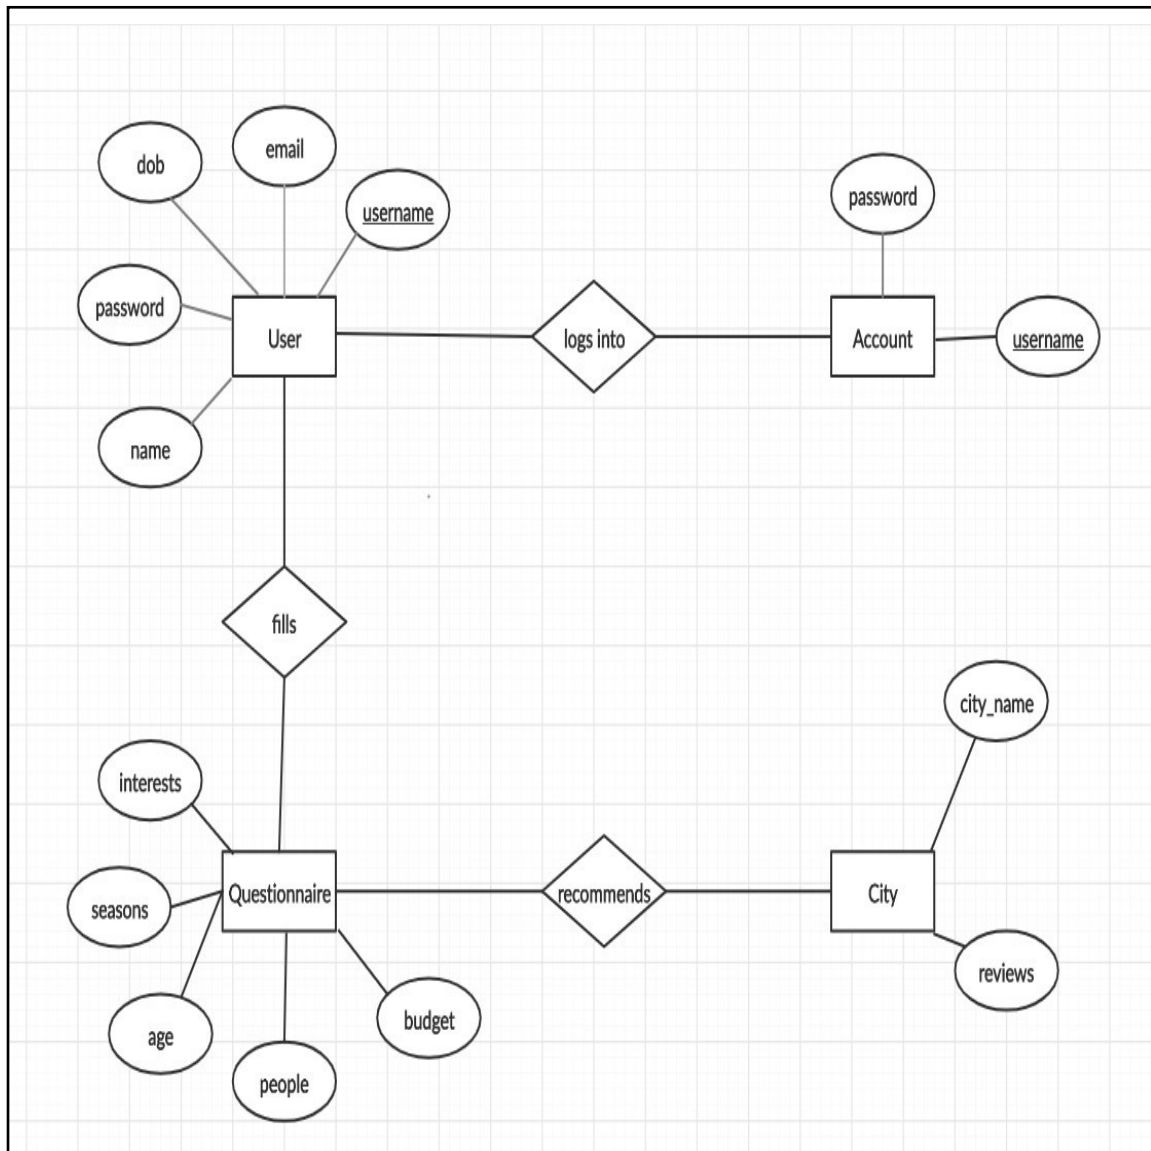 email
dob
password
username
password
User
logs into
Account
username
name
fills
city_name
interests
Questionnaire
recommends
City
seasons
reviews
budget
age
people